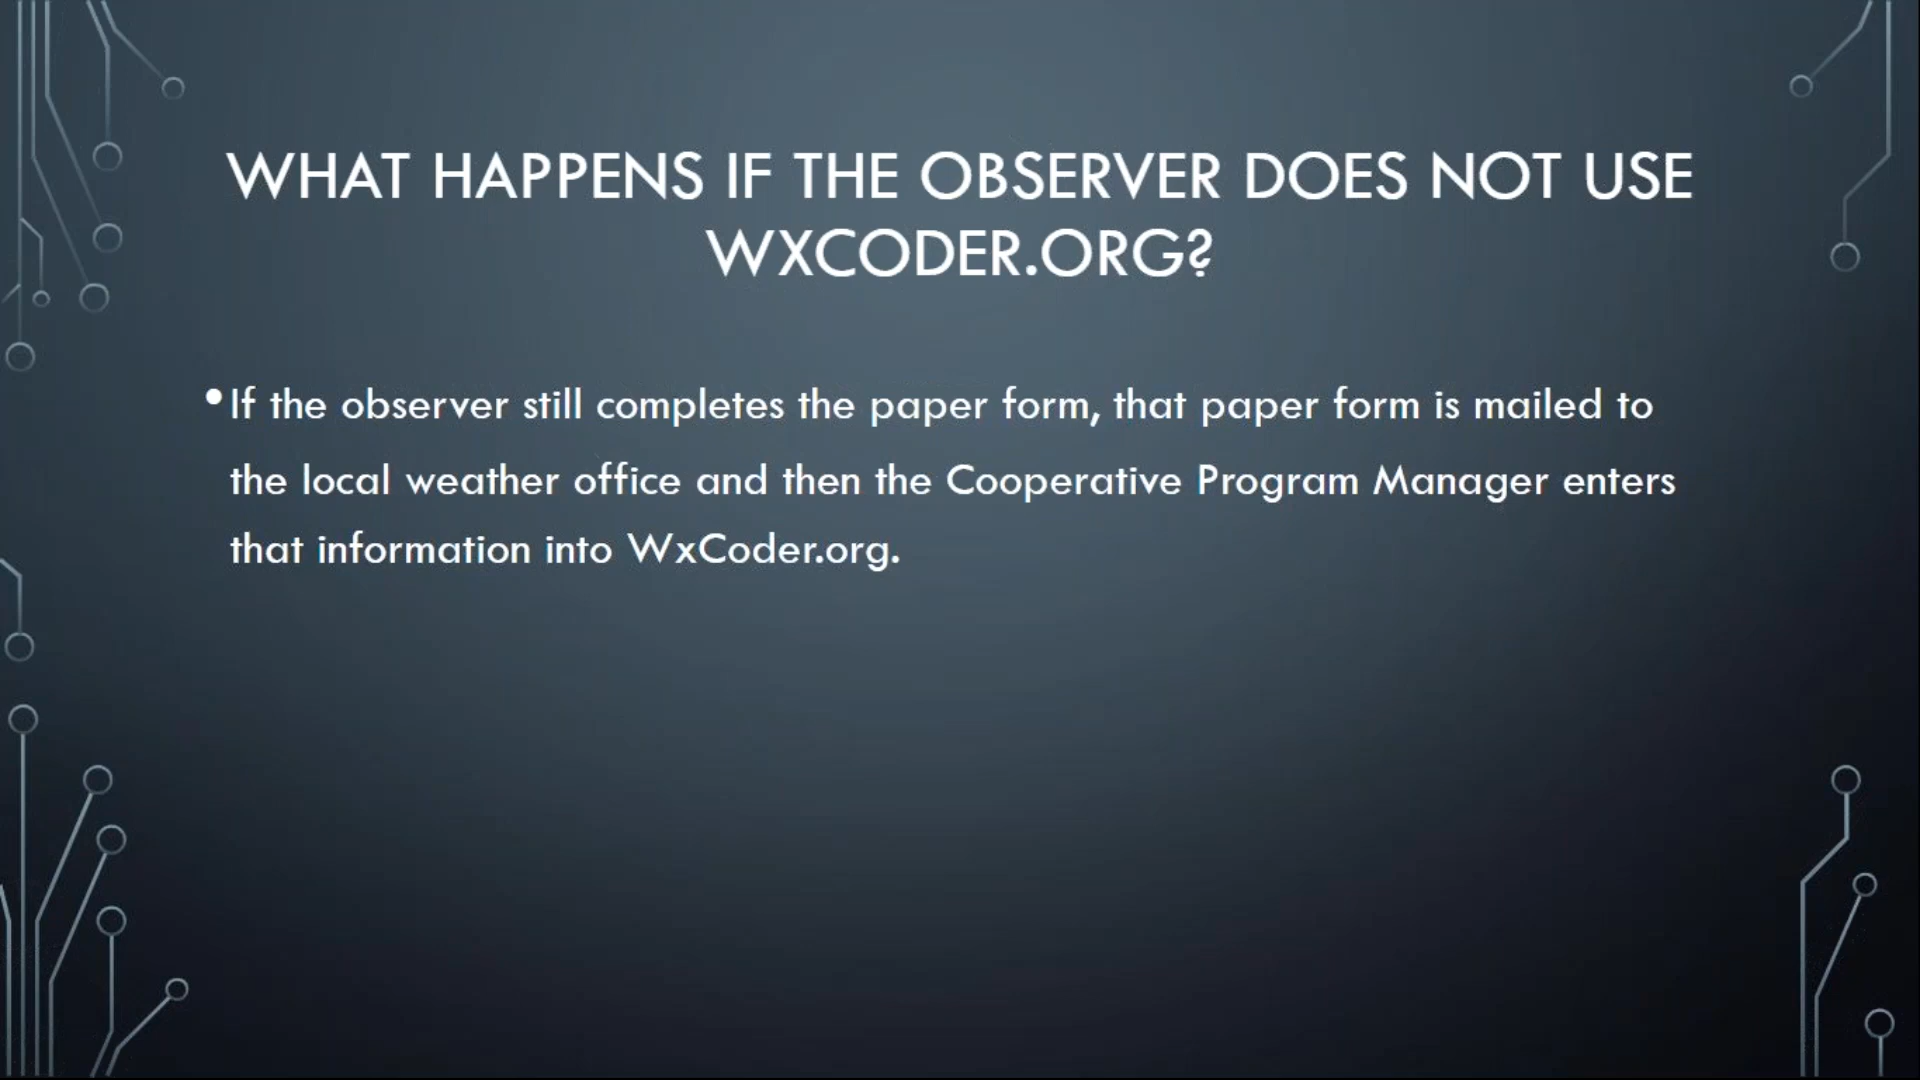 WHAT HAPPENS IF THE OBSERVER DOES NOT USE
WXCODER.ORG?
•If the observer still completes the paper form, that paper form is mailed to
the local weather office and then the Cooperative Program Manager enters
that information into WxCoder.org.